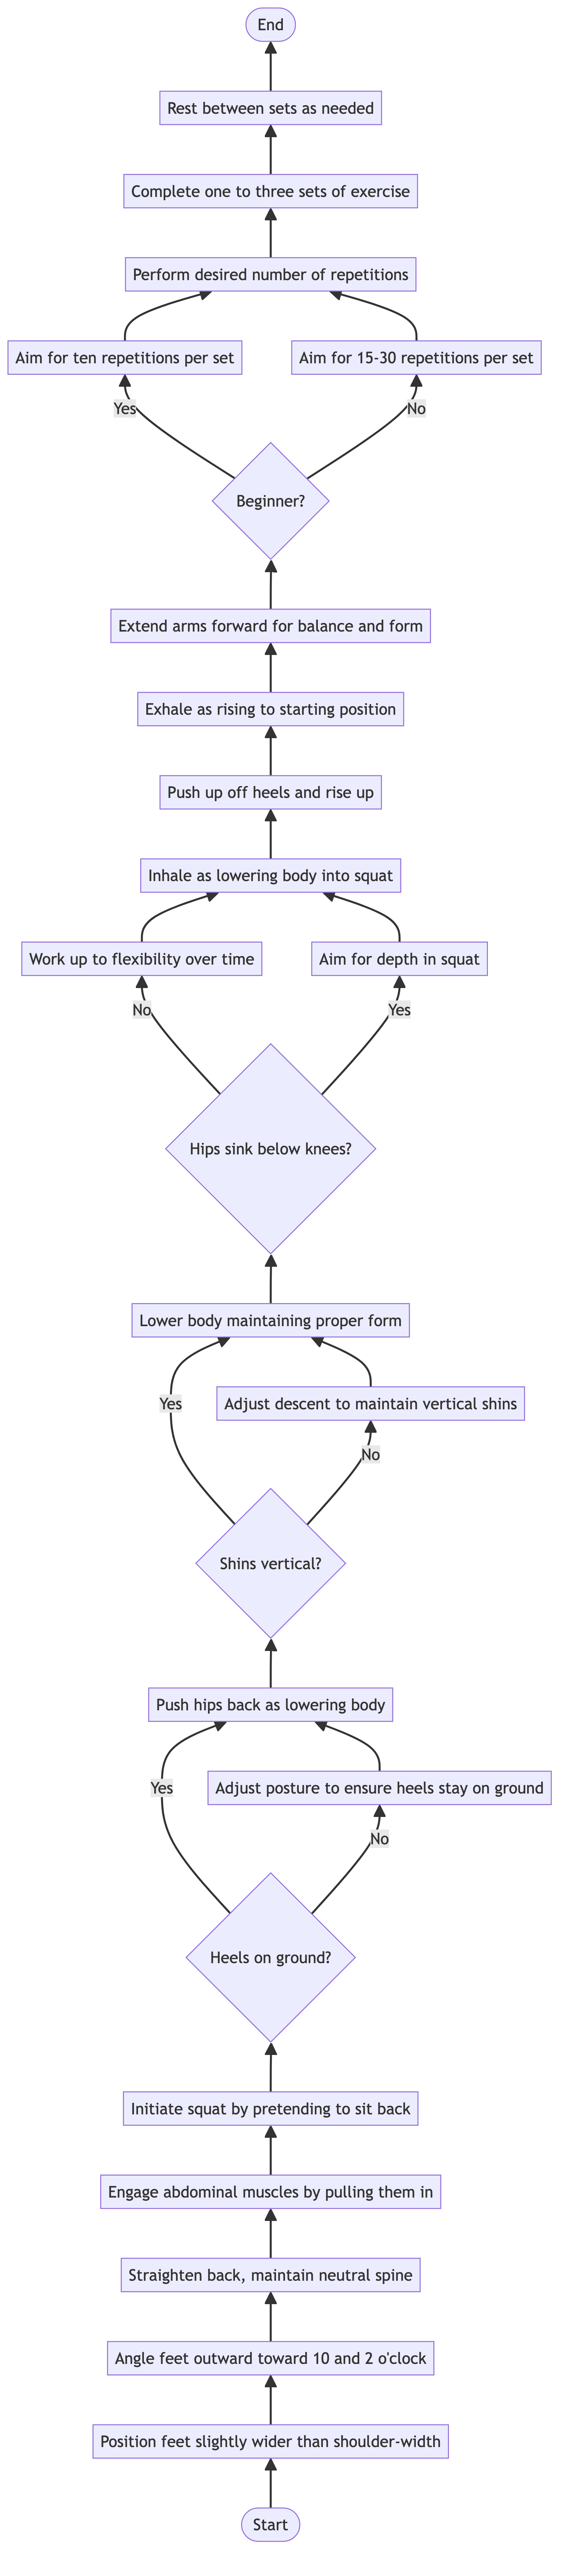 End
Rest between sets as needed
Complete one to three sets of exercise
Perform desired number of repetitions
Aim for ten repetitions per set
Aim for 15-30 repetitions per set
Yes
No
Beginner?
Extend arms forward for balance and form
Exhale as rising to starting position
Push up off heels and rise up
Inhale as lowering body into squat
Work up to flexibility over time
Aim for depth in squat
No
Yes
Hips sink below knees?
Lower body maintaining proper form
Yes
Adjust descent to maintain vertical shins
No
Shins vertical?
Push hips back as lowering body
Yes
Adjust posture to ensure heels stay on ground
No
Heels on ground?
Initiate squat by pretending to sit back
Engage abdominal muscles by pulling them in
Straighten back, maintain neutral spine
Angle feet outward toward 10 and 2 o'clock
Position feet slightly wider than shoulder-width
Start